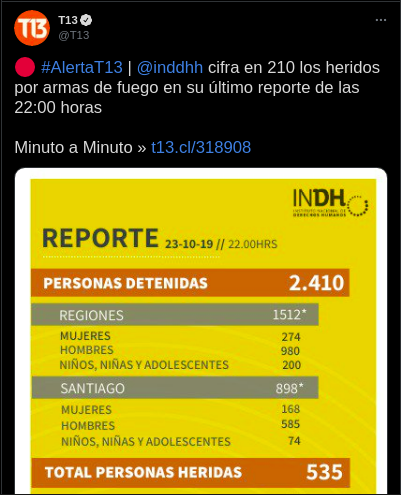 T13
@T13
#AlertaT13 | @inddhh cifra en 210 los heridos
por armas de fuego en su último reporte de las
22:00 horas
Minuto a Minuto » t13.cl/318908
INDH
INSTITUTO NACIONAL DE
DERECHOS HUMANOS
REPORTE 23-10-19 // 22.00HRS
PERSONAS DETENIDAS 2.410
REGIONES 1512*
MUJERES 274
HOMBRES 980
NIÑOS, NIÑAS Y ADOLESCENTES 200
SANTIAGO 898*
MUJERES 168
HOMBRES 585
NIÑOS, NIÑAS Y ADOLESCENTES 74
TOTAL PERSONAS HERIDAS 535